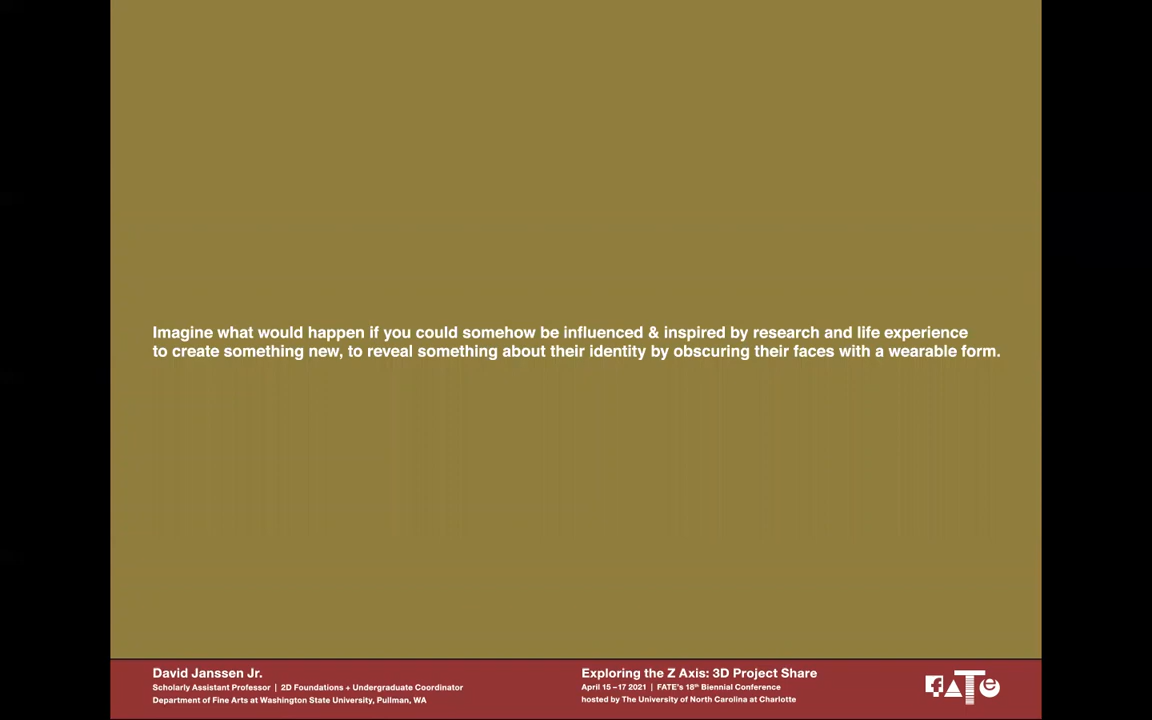 Imagine what would happen if you could somehow be influenced & inspired by research and life experience
to create something new, to reveal something about their identity by obscuring their faces with a wearable form.
David Janssen Jr.
Scholarly Assistant Professor | 2D Foundations + Undergraduate Coordinator
Department of Fine Arts at Washington State University, Pullman, WA
Exploring the Z Axis: 3D Project Share
April 15 – 17 2021 | FATE's 18th Biennial Conference
hosted by The University of North Carolina at Charlotte
fATe